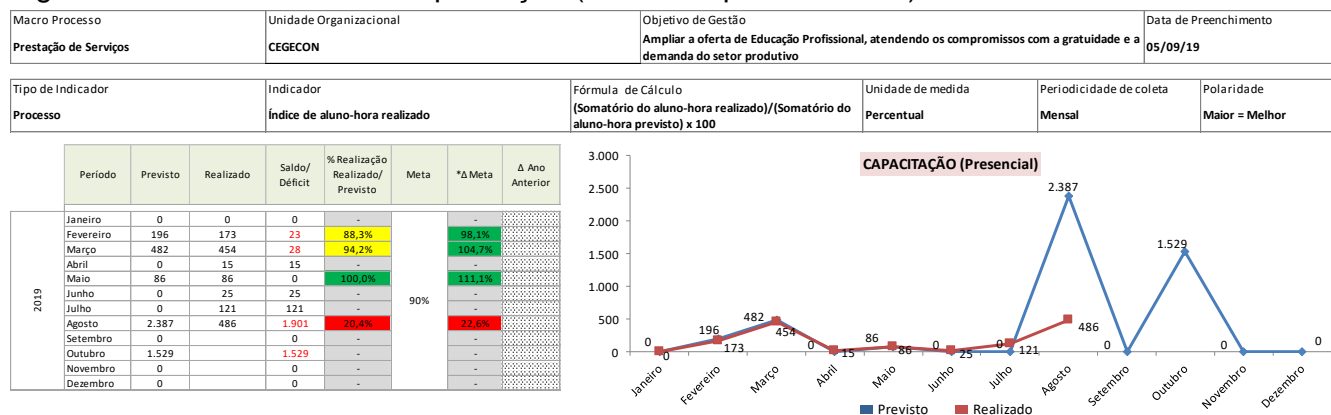 Macro Processo Unidade Organizacional Objetivo de Gestão Data de Preenchimento
Prestação de Serviços CEGECON Ampliar a oferta de Educação Profissional, atendendo os compromissos com a gratuidade e a demanda do setor produtivo 05/09/19
Tipo de Indicador Indicador Fórmula de Cálculo Unidade de medida Periodicidade de coleta Polaridade
Processo Índice de aluno-hora realizado (Somatório do aluno-hora realizado)/(Somatório do aluno-hora previsto) x 100 Percentual Mensal Maior = Melhor
Período Previsto Realizado Saldo/Déficit % Realização Realizado/Previsto Meta *Δ Meta Δ Ano Anterior
2019
Janeiro 0 0 0 - -
Fevereiro 196 173 23 88,3% 98,1%
Março 482 454 28 94,2% 104,7%
Abril 0 15 15 - -
Maio 86 86 0 100,0% 111,1%
Junho 0 25 25 - -
90%
Julho 0 121 121 - -
Agosto 2.387 486 1.901 20,4% 22,6%
Setembro 0 0 - -
Outubro 1.529 1.529 - -
Novembro 0 0 - -
Dezembro 0 0 - -
CAPACITAÇÃO (Presencial)
3.000
2.500
2.000
1.500
1.000
500
0
0 196 482 0 86 0 0 2.387 0 1.529 0 0
0 173 454 15 86 25 121 486
Janeiro Fevereiro Março Abril Maio Junho Julho Agosto Setembro Outubro Novembro Dezembro
Previsto Realizado